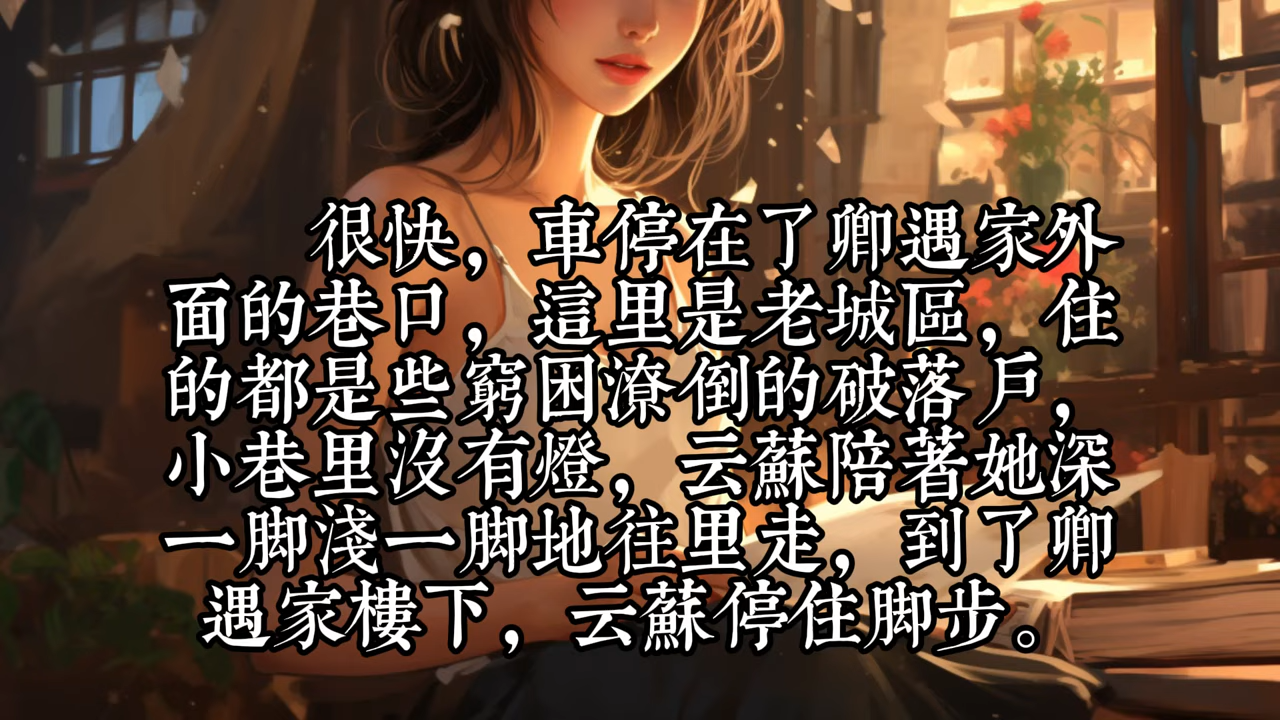 很快，車停在了卿遇家外
面的巷口，這里是老城區，住
的都是些窮困潦倒的破落戶，
小巷里沒有燈，云蘇陪著她深
一脚淺一脚地往里走，到了卿
遇家樓下，云蘇停住脚步。